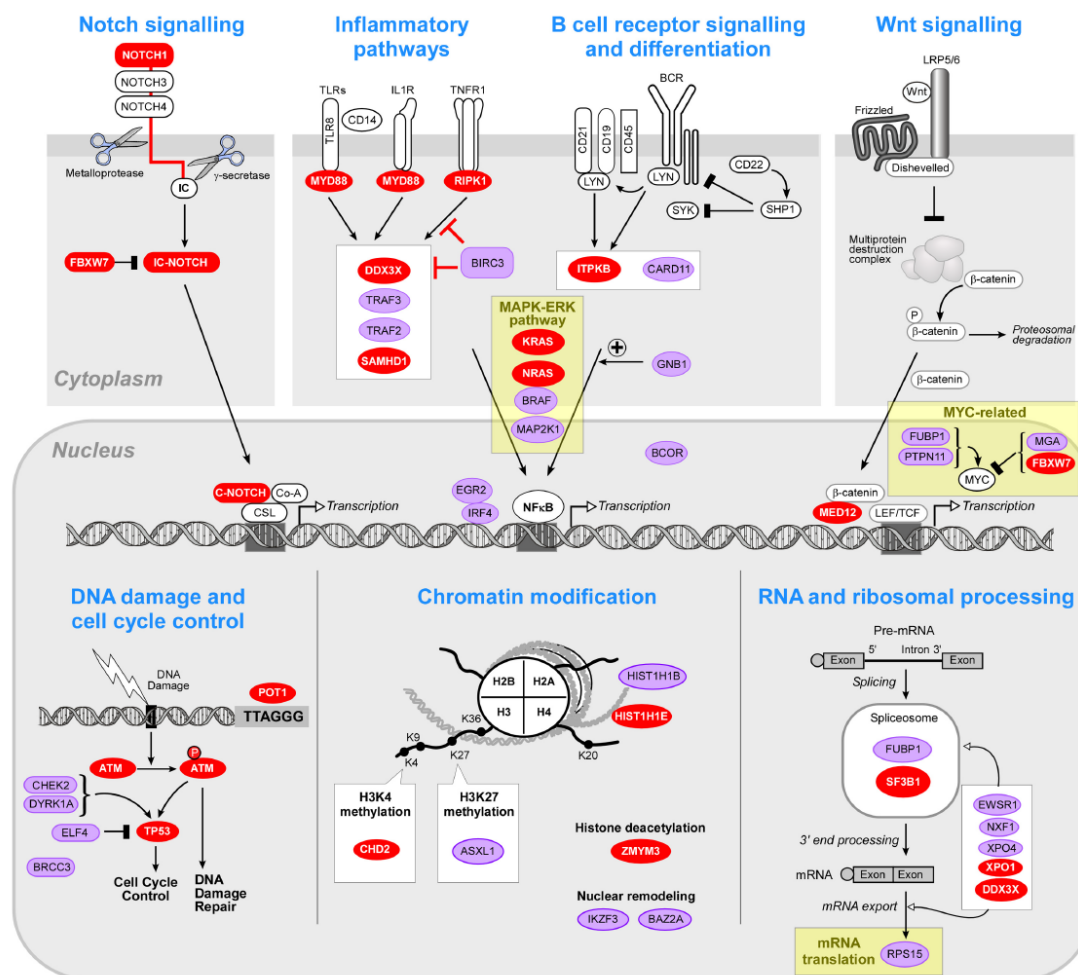 Notch signalling
Inflammatory
pathways
B cell receptor signalling
and differentiation
Wnt signalling
NOTCH1
NOTCH3
NOTCH4
Metalloprotease
γ-secretase
IC
FBXW7
IC-NOTCH
Cytoplasm
TLRs
IL1R
TNFR1
TLR8
CD14
MYD88
MYD88
RIPK1
DDX3X
TRAF3
TRAF2
SAMHD1
BIRC3
MAPK-ERK
pathway
KRAS
NRAS
BRAF
MAP2K1
BCR
CD21
CD19
CD45
LYN
LYN
CD22
SYK
SHP1
ITPKB
CARD11
+
GNB1
LRP5/6
Wnt
Frizzled
Dishevelled
Multiprotein
destruction
complex
β-catenin
P
β-catenin
Proteosomal
degradation
β-catenin
MYC-related
FUBP1
PTPN11
MYC
MGA
FBXW7
Nucleus
C-NOTCH
Co-A
CSL
Transcription
EGR2
IRF4
NFκB
Transcription
BCOR
β-catenin
MED12
LEF/TCF
Transcription
DNA damage and
cell cycle control
DNA
Damage
POT1
TTAGGG
ATM
P
ATM
CHEK2
DYRK1A
ELF4
TP53
BRCC3
Cell Cycle
Control
DNA
Damage
Repair
Chromatin modification
H2B
H2A
H3
H4
HIST1H1B
HIST1H1E
K36
K9
K4
K27
K20
H3K4
methylation
CHD2
H3K27
methylation
ASXL1
Histone deacetylation
ZMYM3
Nuclear remodeling
IKZF3
BAZ2A
RNA and ribosomal processing
Pre-mRNA
5'
Intron
3'
Exon
Exon
Splicing
Spliceosome
FUBP1
SF3B1
EWSR1
NXF1
XPO4
XPO1
DDX3X
3' end processing
mRNA
Exon
Exon
mRNA export
mRNA
translation
RPS15